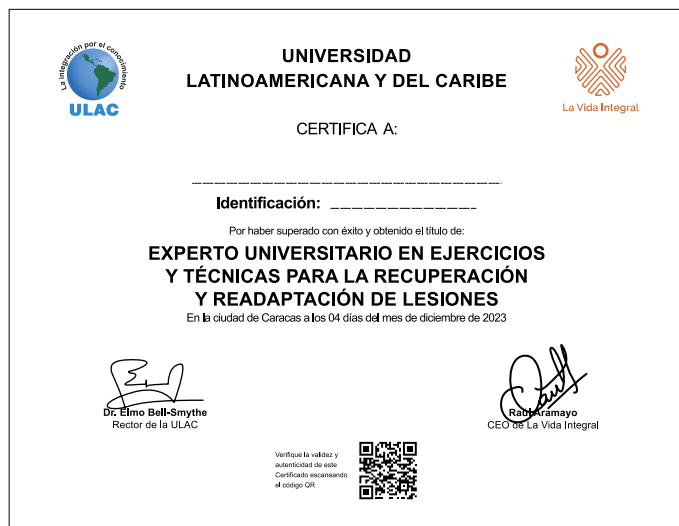 La integración por el conocimiento
ULAC
UNIVERSIDAD
LATINOAMERICANA Y DEL CARIBE
La Vida Integral
CERTIFICA A:
Identificación:
Por haber superado con éxito y obtenido el título de:
EXPERTO UNIVERSITARIO EN EJERCICIOS
Y TÉCNICAS PARA LA RECUPERACIÓN
Y READAPTACIÓN DE LESIONES
En la ciudad de Caracas a los 04 días del mes de diciembre de 2023
Dr. Elmo Bell-Smythe
Rector de la ULAC
Raúl Aramayo
CEO de La Vida Integral
Verifique la validez y
autenticidad de este
Certificado escaneando
el código QR